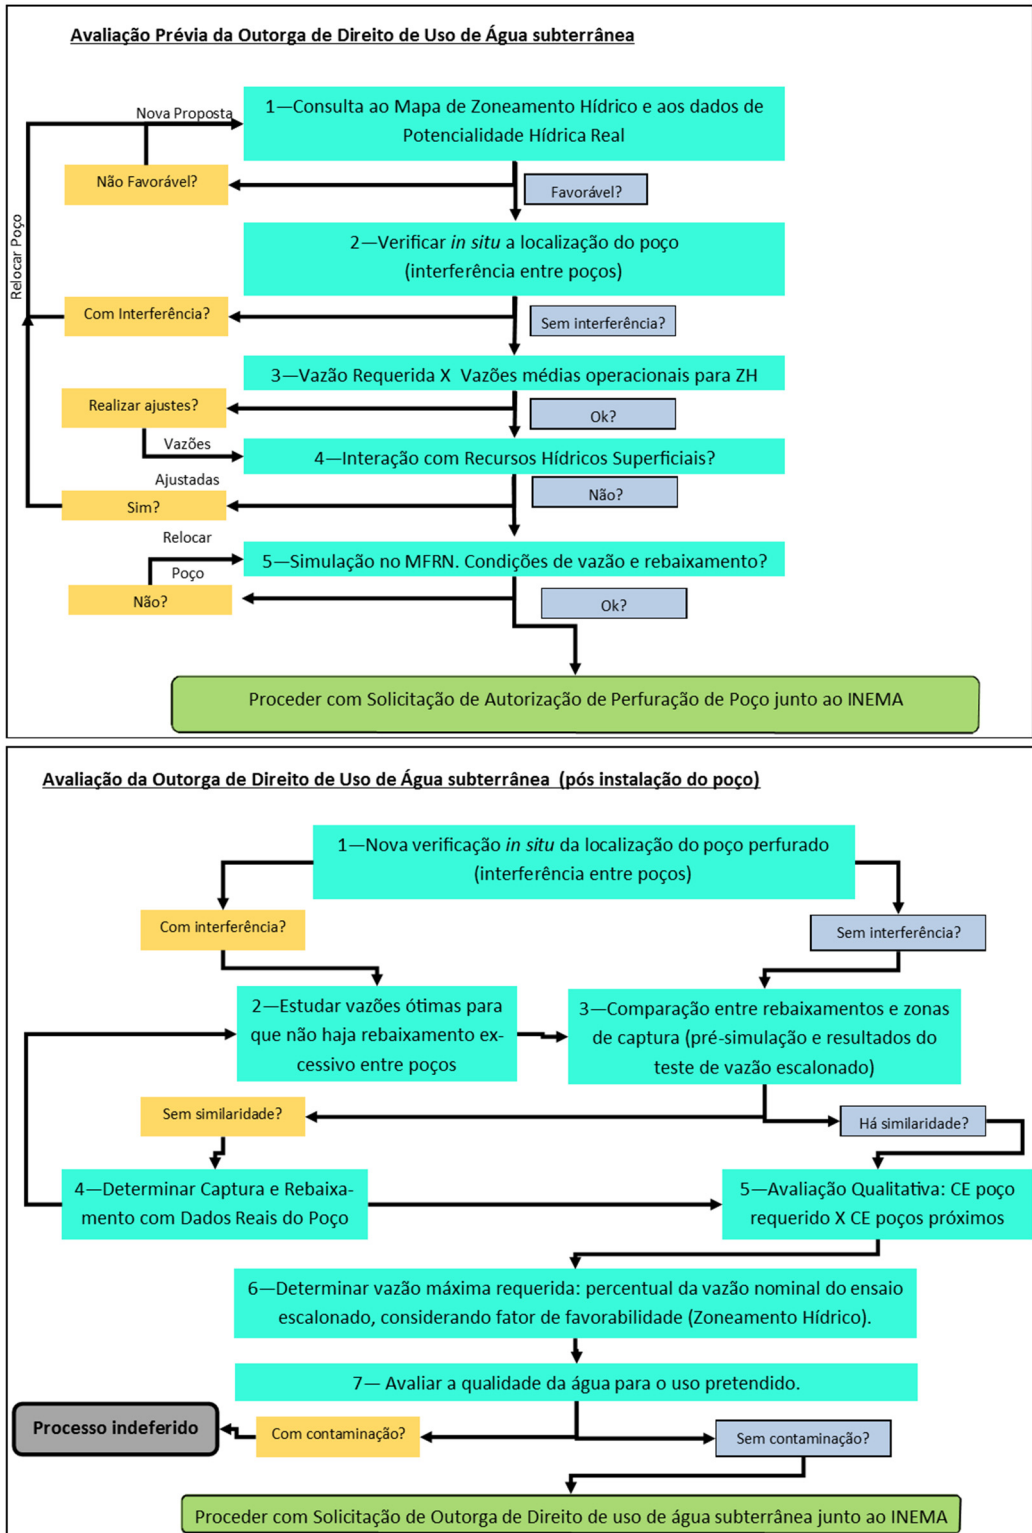 Avaliação Prévia da Outorga de Direito de Uso de Água subterrânea
Nova Proposta
1—Consulta ao Mapa de Zoneamento Hídrico e aos dados de
Potencialidade Hídrica Real
Não Favorável?
Favorável?
Relocar Poço
2—Verificar in situ a localização do poço
(interferência entre poços)
Com Interferência?
Sem interferência?
3—Vazão Requerida X Vazões médias operacionais para ZH
Realizar ajustes?
Ok?
Vazões
4—Interação com Recursos Hídricos Superficiais?
Ajustadas
Não?
Sim?
Relocar
5—Simulação no MFRN. Condições de vazão e rebaixamento?
Poço
Não?
Ok?
Proceder com Solicitação de Autorização de Perfuração de Poço junto ao INEMA
Avaliação da Outorga de Direito de Uso de Água subterrânea (pós instalação do poço)
1—Nova verificação in situ da localização do poço perfurado
(interferência entre poços)
Com interferência?
Sem interferência?
2—Estudar vazões ótimas para
que não haja rebaixamento ex-
cessivo entre poços
3—Comparação entre rebaixamentos e zonas
de captura (pré-simulação e resultados do
teste de vazão escalonado)
Sem similaridade?
Há similaridade?
4—Determinar Captura e Rebaixa-
mento com Dados Reais do Poço
5—Avaliação Qualitativa: CE poço
requerido X CE poços próximos
6—Determinar vazão máxima requerida: percentual da vazão nominal do ensaio
escalonado, considerando fator de favorabilidade (Zoneamento Hídrico).
7— Avaliar a qualidade da água para o uso pretendido.
Processo indeferido
Com contaminação?
Sem contaminação?
Proceder com Solicitação de Outorga de Direito de uso de água subterrânea junto ao INEMA